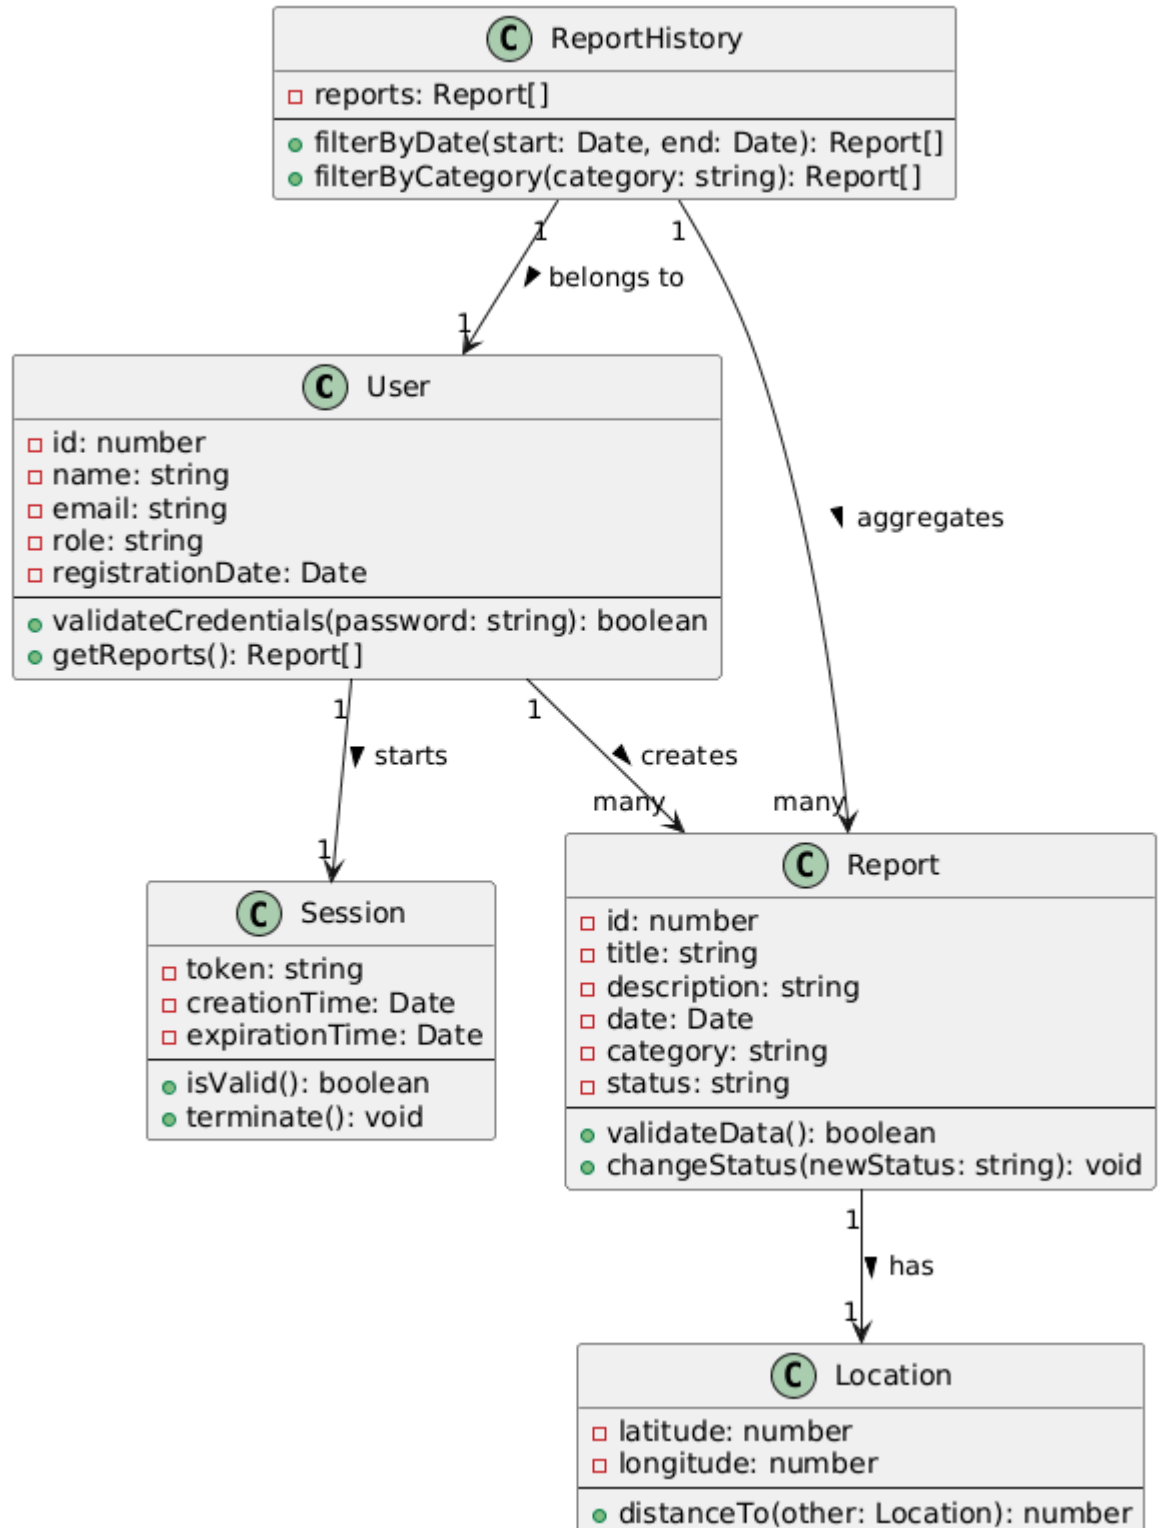 C ReportHistory
reports: Report[]
filterByDate(start: Date, end: Date): Report[]
filterByCategory(category: string): Report[]
1
1
belongs to
1
aggregates
many
C User
id: number
name: string
email: string
role: string
registrationDate: Date
validateCredentials(password: string): boolean
getReports(): Report[]
1
1
starts
creates
1
many
C Session
token: string
creationTime: Date
expirationTime: Date
isValid(): boolean
terminate(): void
C Report
id: number
title: string
description: string
date: Date
category: string
status: string
validateData(): boolean
changeStatus(newStatus: string): void
1
has
1
C Location
latitude: number
longitude: number
distanceTo(other: Location): number